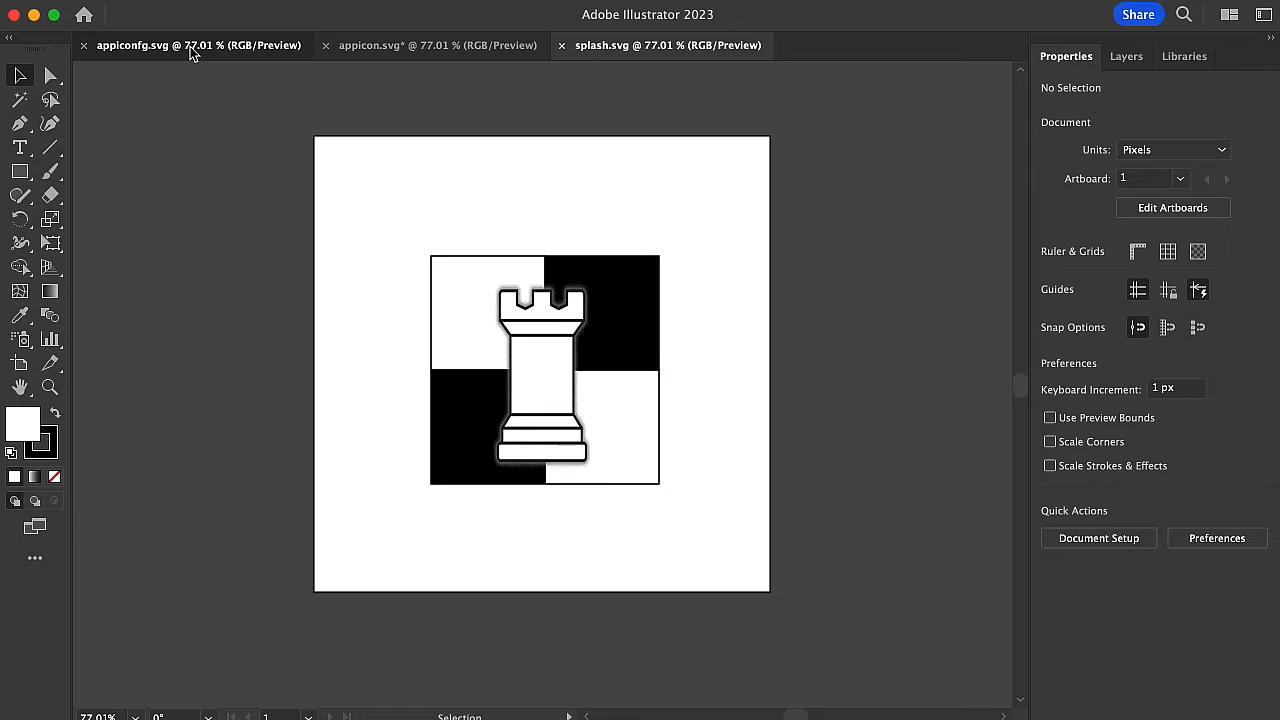 Adobe Illustrator 2023
Share
appiconfg.svg @ 77.01 % (RGB/Preview)
appicon.svg* @ 77.01 % (RGB/Preview)
splash.svg @ 77.01 % (RGB/Preview)
Properties
Layers
Libraries
No Selection
Document
Units:
Pixels
Artboard:
1
Edit Artboards
Ruler & Grids
Guides
Snap Options
Preferences
Keyboard Increment:
1 px
Use Preview Bounds
Scale Corners
Scale Strokes & Effects
Quick Actions
Document Setup
Preferences
77.01%
0°
1
Selection